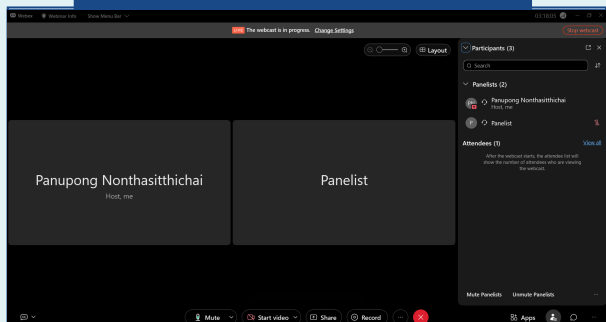 Webex Webinar Info Show Menu Bar
03:18:05
LIVE The webcast is in progress. Change Settings
Stop webcast
Layout
Panupong Nonthasitthichai
Host, me
Panelist
Participants (3)
Search
Panelists (2)
Panupong Nonthasitthichai
Host, me
P Panelist
Attendees (1) View all
After the webcast starts, the attendee list will
show the number of attendees who are viewing
the webcast.
Mute Panelists Unmute Panelists
Mute Start video Share Record
Apps